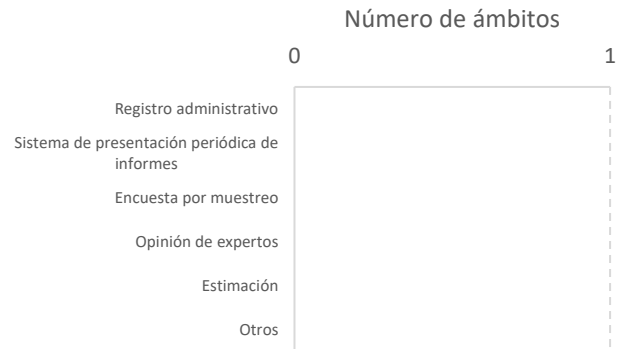 Número de ámbitos
0 1
Registro administrativo
Sistema de presentación periódica de
informes
Encuesta por muestreo
Opinión de expertos
Estimación
Otros